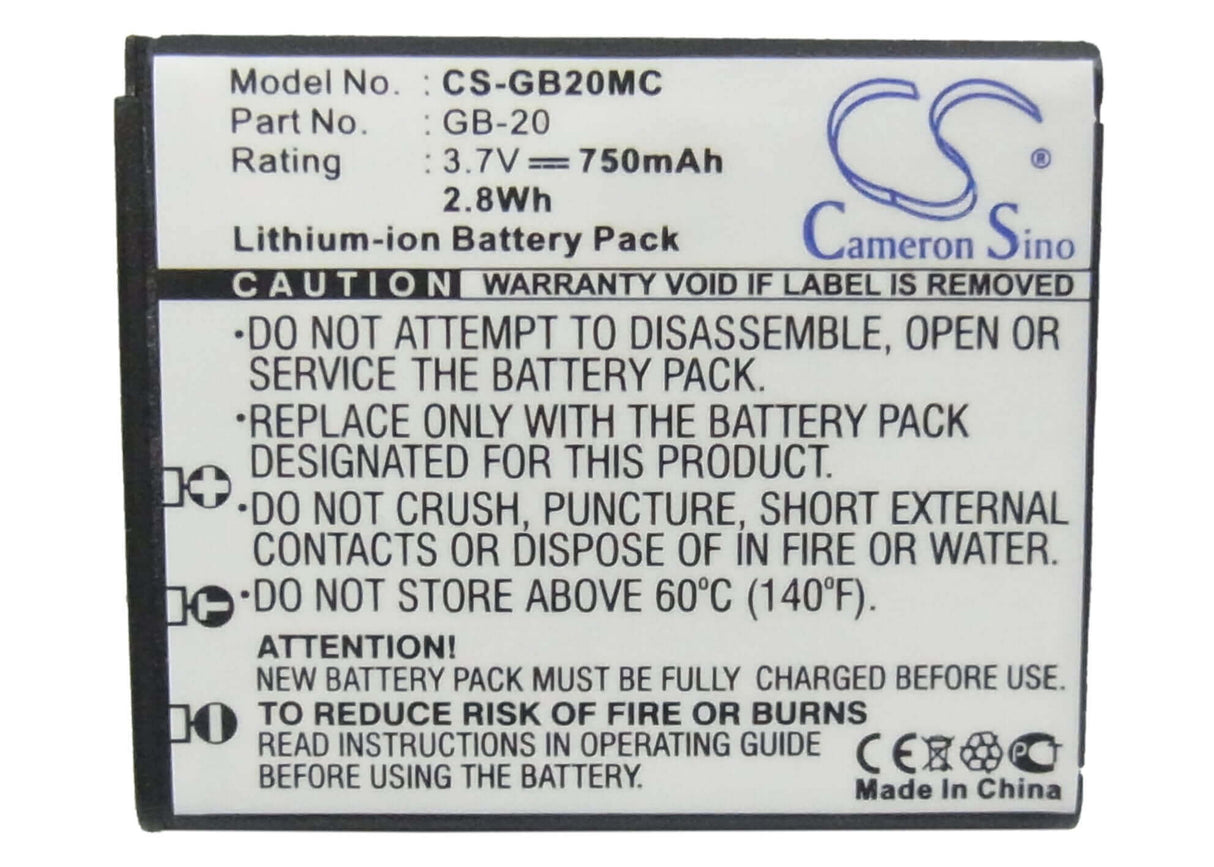 Model No. : CS-GB20MC
Part No. : GB-20
Rating : 3.7V ⎓ 750mAh
2.8Wh
Lithium-ion Battery Pack
CS ®
Cameron Sino
CAUTION WARRANTY VOID IF LABEL IS REMOVED
·DO NOT ATTEMPT TO DISASSEMBLE, OPEN OR
SERVICE THE BATTERY PACK.
·REPLACE ONLY WITH THE BATTERY PACK
DESIGNATED FOR THIS PRODUCT.
·DO NOT CRUSH, PUNCTURE, SHORT EXTERNAL
CONTACTS OR DISPOSE OF IN FIRE OR WATER.
·DO NOT STORE ABOVE 60ºC (140ºF).
ATTENTION!
NEW BATTERY PACK MUST BE FULLY CHARGED BEFORE USE.
TO REDUCE RISK OF FIRE OR BURNS
READ INSTRUCTIONS IN OPERATING GUIDE
BEFORE USING THE BATTERY.
CE
Made In China